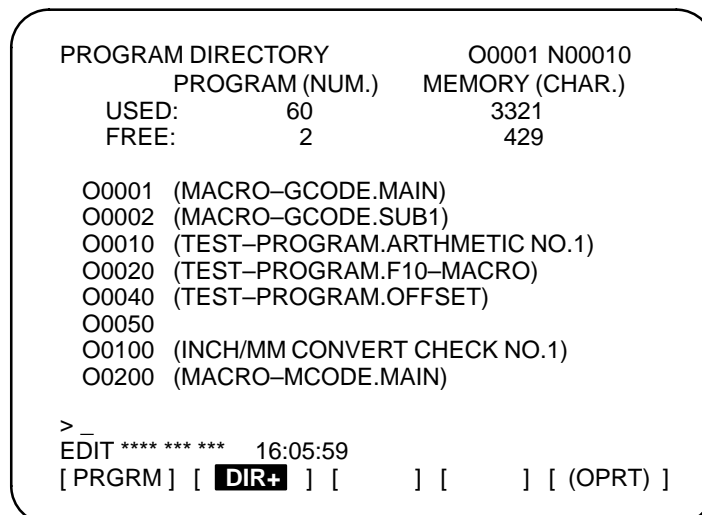 PROGRAM DIRECTORY O0001 N00010
PROGRAM (NUM.) MEMORY (CHAR.)
USED: 60 3321
FREE: 2 429
O0001 (MACRO–GCODE.MAIN)
O0002 (MACRO–GCODE.SUB1)
O0010 (TEST–PROGRAM.ARTHMETIC NO.1)
O0020 (TEST–PROGRAM.F10–MACRO)
O0040 (TEST–PROGRAM.OFFSET)
O0050
O0100 (INCH/MM CONVERT CHECK NO.1)
O0200 (MACRO–MCODE.MAIN)
> _
EDIT **** *** *** 16:05:59
[ PRGRM ] [ DIR+ ] [ ] [ ] [ (OPRT) ]